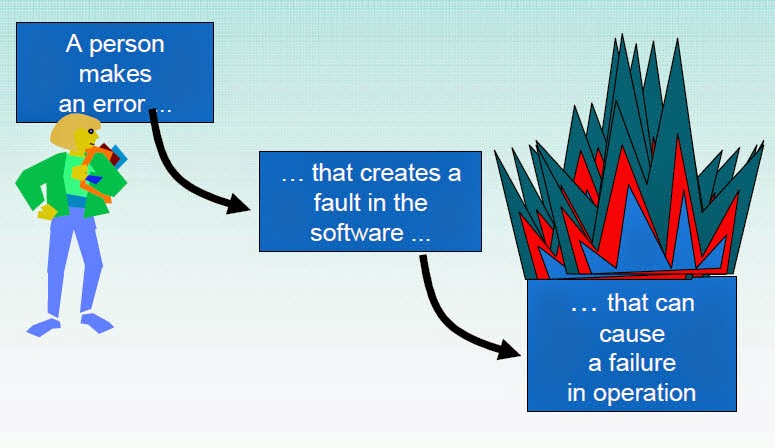 A person
makes
an error ...
… that creates a
fault in the
software ...
… that can
cause
a failure
in operation